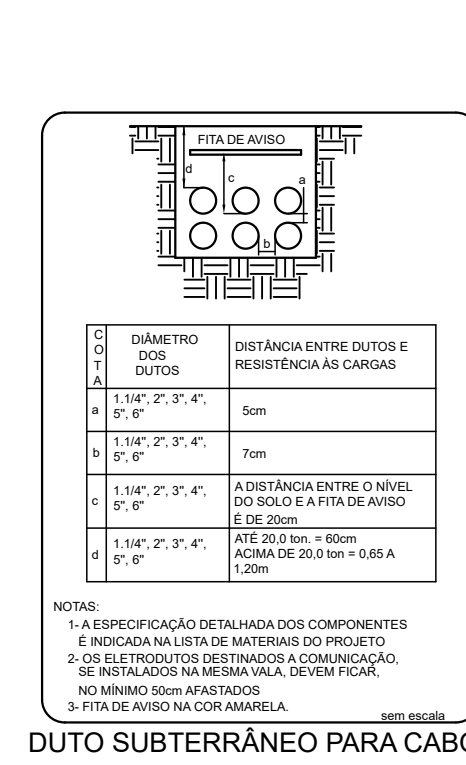 FITA DE AVISO
d
c
a
b
C
O
T
A
DIÂMETRO
DOS
DUTOS
DISTÂNCIA ENTRE DUTOS E
RESISTÊNCIA ÀS CARGAS
a
1.1/4", 2", 3", 4",
5", 6"
5cm
b
1.1/4", 2", 3", 4",
5", 6"
7cm
c
1.1/4", 2", 3", 4",
5", 6"
A DISTÂNCIA ENTRE O NÍVEL
DO SOLO E A FITA DE AVISO
É DE 20cm
d
1.1/4", 2", 3", 4",
5", 6"
ATÉ 20,0 ton. = 60cm
ACIMA DE 20,0 ton = 0,65 A
1,20m
NOTAS:
1- A ESPECIFICAÇÃO DETALHADA DOS COMPONENTES
É INDICADA NA LISTA DE MATERIAIS DO PROJETO
2- OS ELETRODUTOS DESTINADOS A COMUNICAÇÃO,
SE INSTALADOS NA MESMA VALA, DEVEM FICAR,
NO MÍNIMO 50cm AFASTADOS
3- FITA DE AVISO NA COR AMARELA.
sem escala
DUTO SUBTERRÂNEO PARA CABO